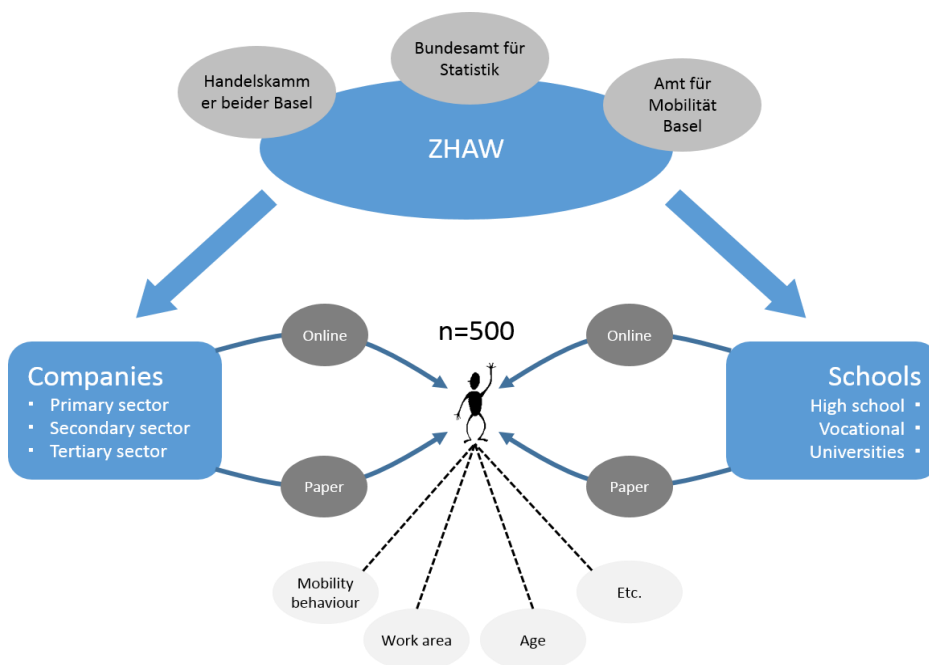 Bundesamt für
Statistik
Handelskamm
er beider Basel
Amt für
Mobilität
Basel
ZHAW
Online
n=500
Online
Companies
▪ Primary sector
▪ Secondary sector
▪ Tertiary sector
Schools
High school ▪
Vocational ▪
Universities ▪
Paper
Paper
Mobility
behaviour
Work area
Age
Etc.